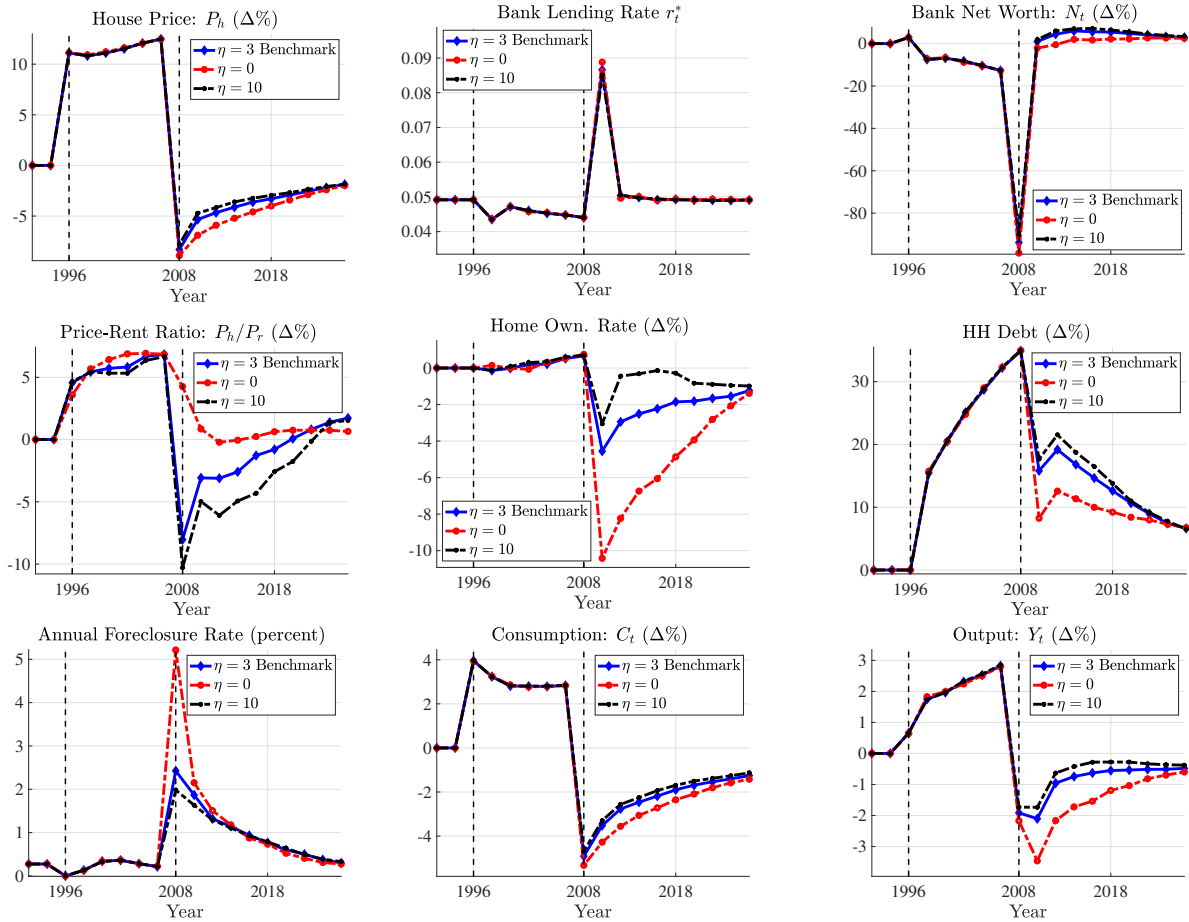 House Price: P_h (Δ%)
10
5
0
-5
η = 3 Benchmark
η = 0
η = 10
1996
2008
2018
Year
Bank Lending Rate r_t^*
0.09
0.08
0.07
0.06
0.05
0.04
η = 3 Benchmark
η = 0
η = 10
1996
2008
2018
Year
Bank Net Worth: N_t (Δ%)
0
-20
-40
-60
-80
η = 3 Benchmark
η = 0
η = 10
1996
2008
2018
Year
Price-Rent Ratio: P_h/P_r (Δ%)
5
0
-5
-10
η = 3 Benchmark
η = 0
η = 10
1996
2008
2018
Year
Home Own. Rate (Δ%)
0
-2
-4
-6
-8
-10
η = 3 Benchmark
η = 0
η = 10
1996
2008
2018
Year
HH Debt (Δ%)
30
20
10
0
η = 3 Benchmark
η = 0
η = 10
1996
2008
2018
Year
Annual Foreclosure Rate (percent)
5
4
3
2
1
0
η = 3 Benchmark
η = 0
η = 10
1996
2008
2018
Year
Consumption: C_t (Δ%)
4
2
0
-2
-4
η = 3 Benchmark
η = 0
η = 10
1996
2008
2018
Year
Output: Y_t (Δ%)
3
2
1
0
-1
-2
-3
η = 3 Benchmark
η = 0
η = 10
1996
2008
2018
Year